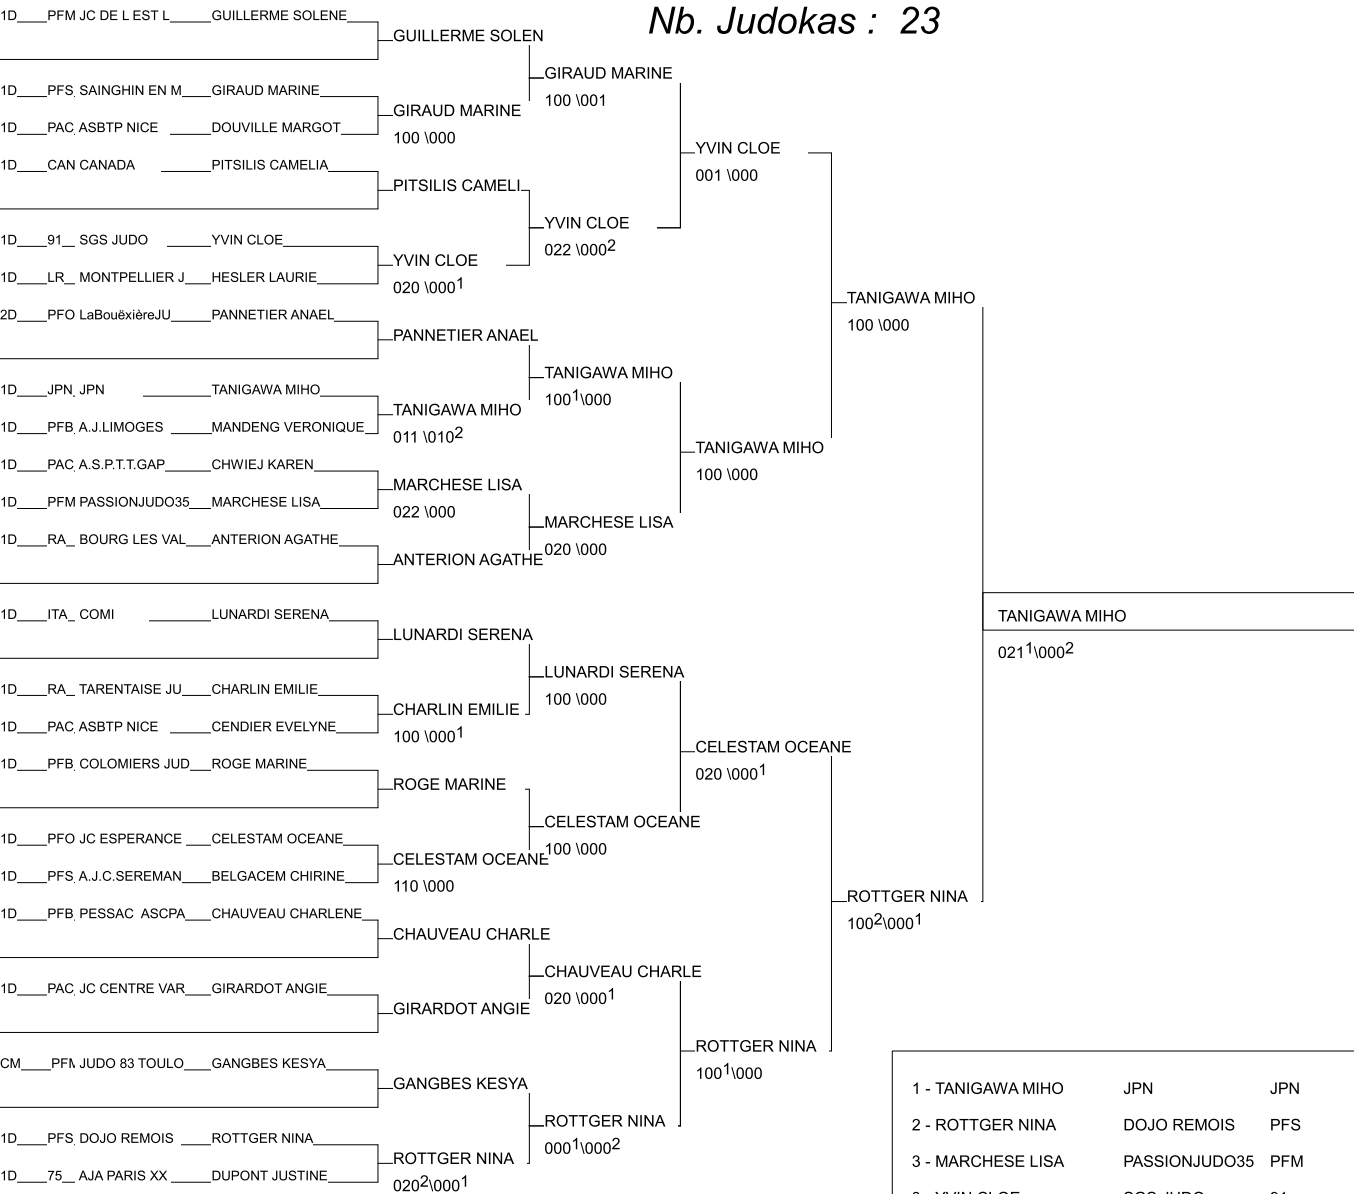 Nb. Judokas : 23
1D PFM JC DE L EST L GUILLERME SOLENE
GUILLERME SOLEN
GIRAUD MARINE
100 \001
1D PFS SAINGHIN EN M GIRAUD MARINE
GIRAUD MARINE
100 \000
1D PAC ASBTP NICE DOUVILLE MARGOT
YVIN CLOE
001 \000
1D CAN CANADA PITSILIS CAMELIA
PITSILIS CAMELI
YVIN CLOE
022 \0002
1D 91 SGS JUDO YVIN CLOE
YVIN CLOE
020 \0001
1D LR MONTPELLIER J HESLER LAURIE
TANIGAWA MIHO
100 \000
2D PFO LaBouëxièreJU PANNETIER ANAEL
PANNETIER ANAEL
TANIGAWA MIHO
1001\000
1D JPN JPN TANIGAWA MIHO
TANIGAWA MIHO
011 \0102
1D PFB A.J.LIMOGES MANDENG VERONIQUE
TANIGAWA MIHO
100 \000
1D PAC A.S.P.T.T.GAP CHWIEJ KAREN
MARCHESE LISA
022 \000
1D PFM PASSIONJUDO35 MARCHESE LISA
MARCHESE LISA
020 \000
1D RA BOURG LES VAL ANTERION AGATHE
ANTERION AGATHE
TANIGAWA MIHO
0211\0002
1D ITA COMI LUNARDI SERENA
LUNARDI SERENA
LUNARDI SERENA
100 \000
1D RA TARENTAISE JU CHARLIN EMILIE
CHARLIN EMILIE
100 \0001
1D PAC ASBTP NICE CENDIER EVELYNE
CELESTAM OCEANE
020 \0001
1D PFB COLOMIERS JUD ROGE MARINE
ROGE MARINE
CELESTAM OCEANE
100 \000
1D PFO JC ESPERANCE CELESTAM OCEANE
CELESTAM OCEANE
110 \000
1D PFS A.J.C.SEREMAN BELGACEM CHIRINE
ROTTGER NINA
1002\0001
1D PFB PESSAC ASCPA CHAUVEAU CHARLENE
CHAUVEAU CHARLE
CHAUVEAU CHARLE
020 \0001
1D PAC JC CENTRE VAR GIRARDOT ANGIE
GIRARDOT ANGIE
ROTTGER NINA
1001\000
CM PFM JUDO 83 TOULO GANGBES KESYA
GANGBES KESYA
ROTTGER NINA
0001\0002
1D PFS DOJO REMOIS ROTTGER NINA
ROTTGER NINA
0202\0001
1D 75 AJA PARIS XX DUPONT JUSTINE
1 - TANIGAWA MIHO JPN JPN
2 - ROTTGER NINA DOJO REMOIS PFS
3 - MARCHESE LISA PASSIONJUDO35 PFM